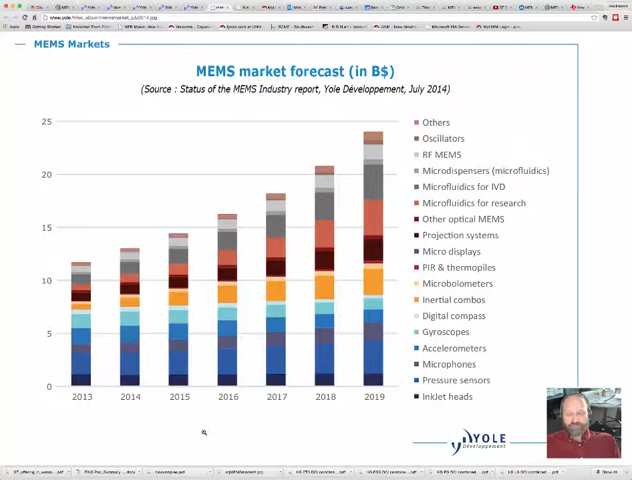 MEMS Markets
MEMS market forecast (in B$)
(Source : Status of the MEMS Industry report, Yole Développement, July 2014)
25
20
15
10
5
0
2013 2014 2015 2016 2017 2018 2019
Others
Oscillators
RF MEMS
Microdispensers (microfluidics)
Microfluidics for IVD
Microfluidics for research
Other optical MEMS
Projection systems
Micro displays
PIR & thermopiles
Microbolometers
Inertial combos
Digital compass
Gyroscopes
Accelerometers
Microphones
Pressure sensors
InkJet heads
YOLE
Développement
Show All